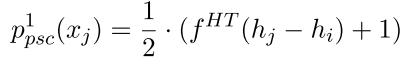 $p_{psc}^{1}(x_j) = \frac{1}{2} \cdot (f^{HT}(h_j - h_i) + 1)$